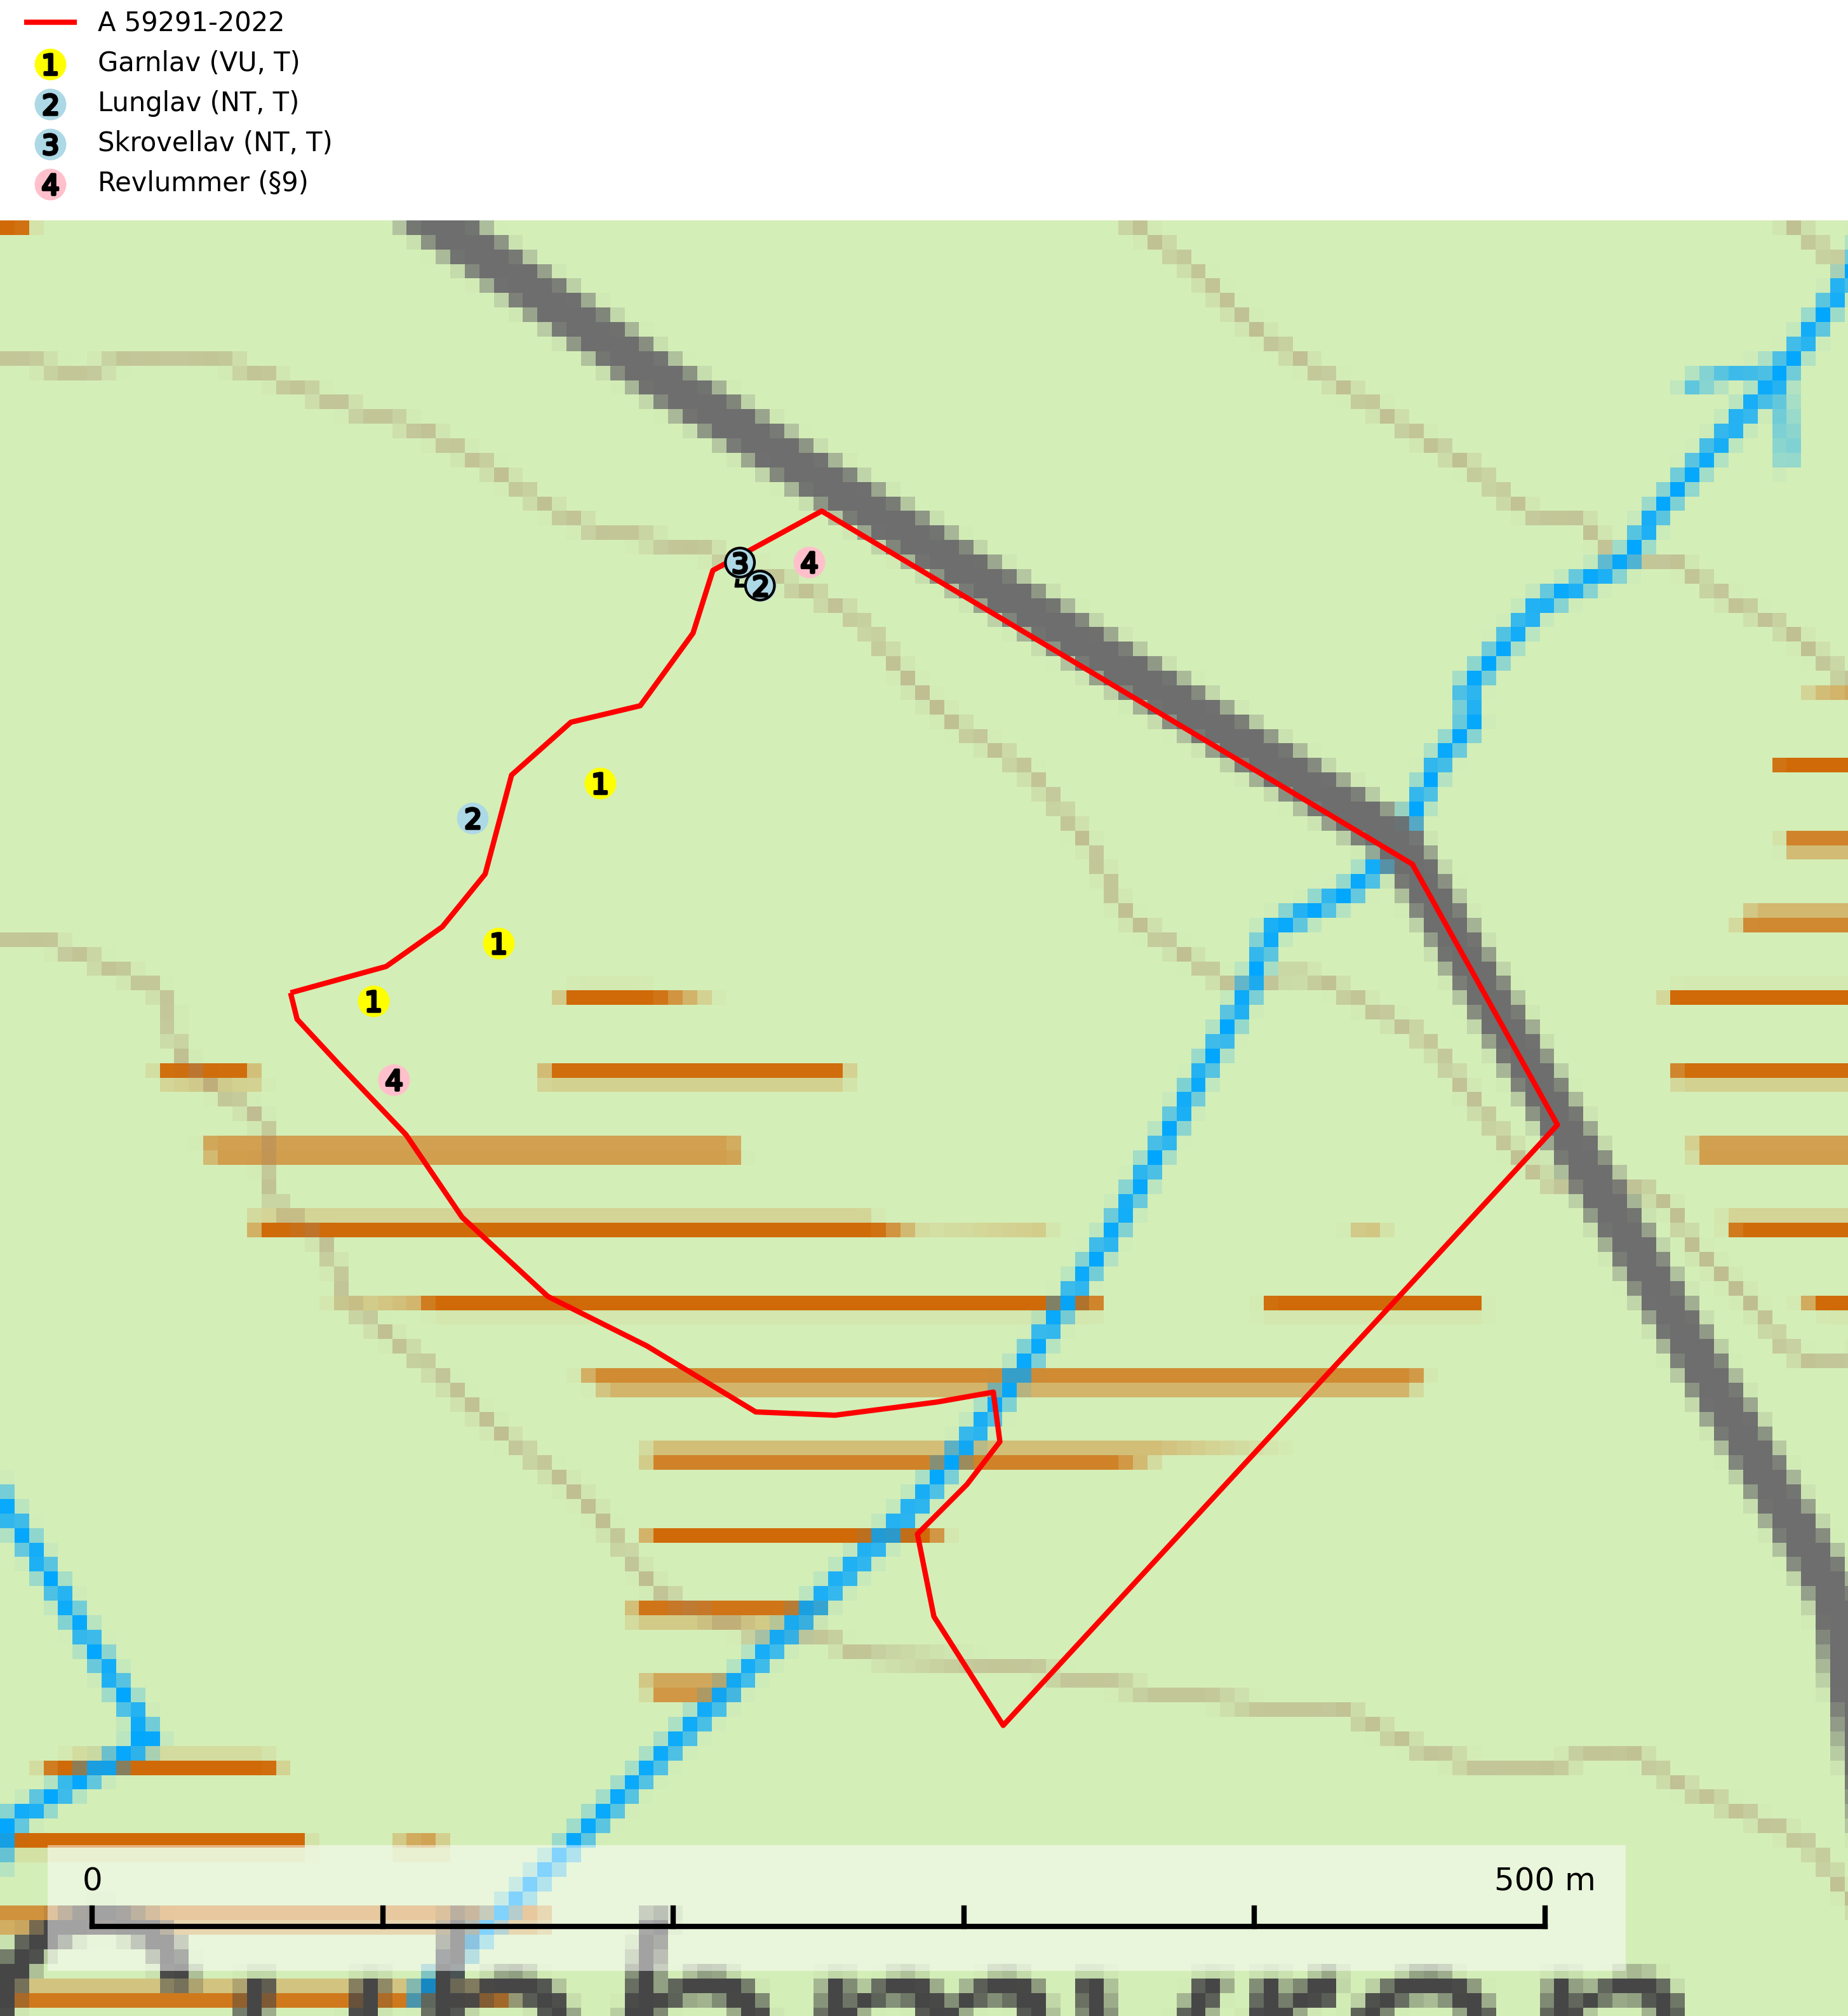 A 59291-2022
1 Garnlav (VU, T)
2 Lunglav (NT, T)
3 Skrovellav (NT, T)
4 Revlummer (§9)
3 4
2
1
2
1
1
4
0 500 m